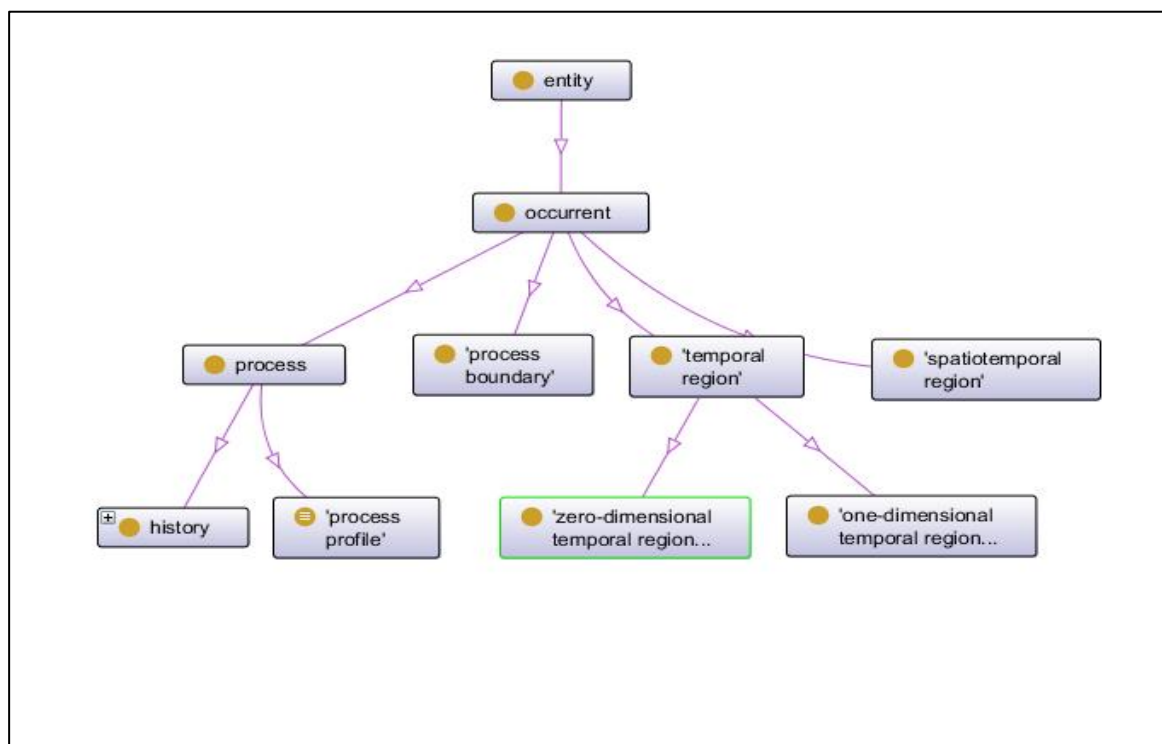 entity
occurrent
process
'process
boundary'
'temporal
region'
'spatiotemporal
region'
history
'process
profile'
'zero-dimensional
temporal region...
'one-dimensional
temporal region...